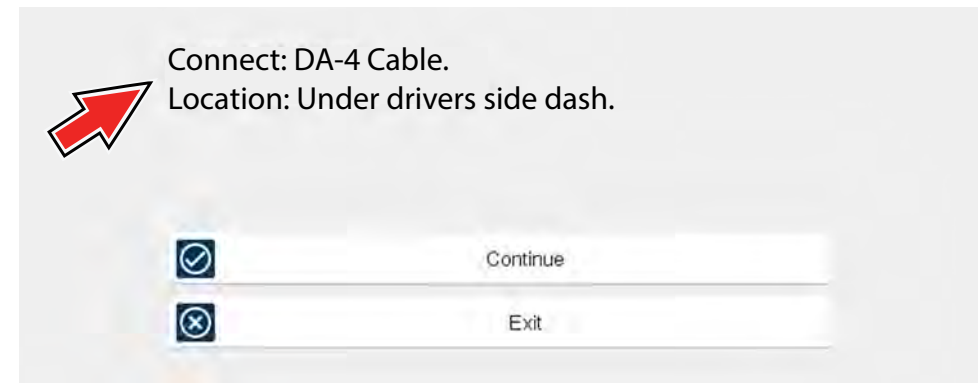 Connect: DA-4 Cable.
Location: Under drivers side dash.
Continue
Exit